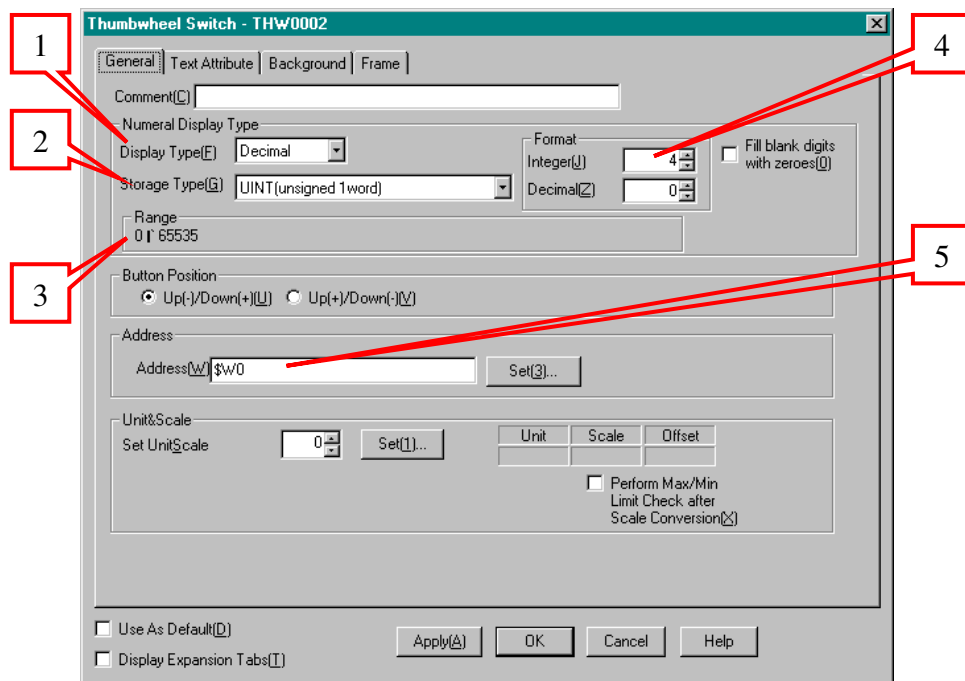 Thumbwheel Switch - THW0002
1
4
General Text Attribute Background Frame
Comment(C)
Numeral Display Type
2
Display Type(F) Decimal
Format
Integer(J) 4
Fill blank digits
with zeroes(0)
Storage Type(G) UINT(unsigned 1word)
Decimal(Z) 0
Range
0 ľ 65535
3
5
Button Position
Up(-)/Down(+)(U) Up(+)/Down(-)(V)
Address
Address(W) $W0 Set(3)...
Unit&Scale
Set UnitScale 0 Set(1)...
Unit Scale Offset
Perform Max/Min
Limit Check after
Scale Conversion(X)
Use As Default(D)
Display Expansion Tabs(T)
Apply(A) OK Cancel Help